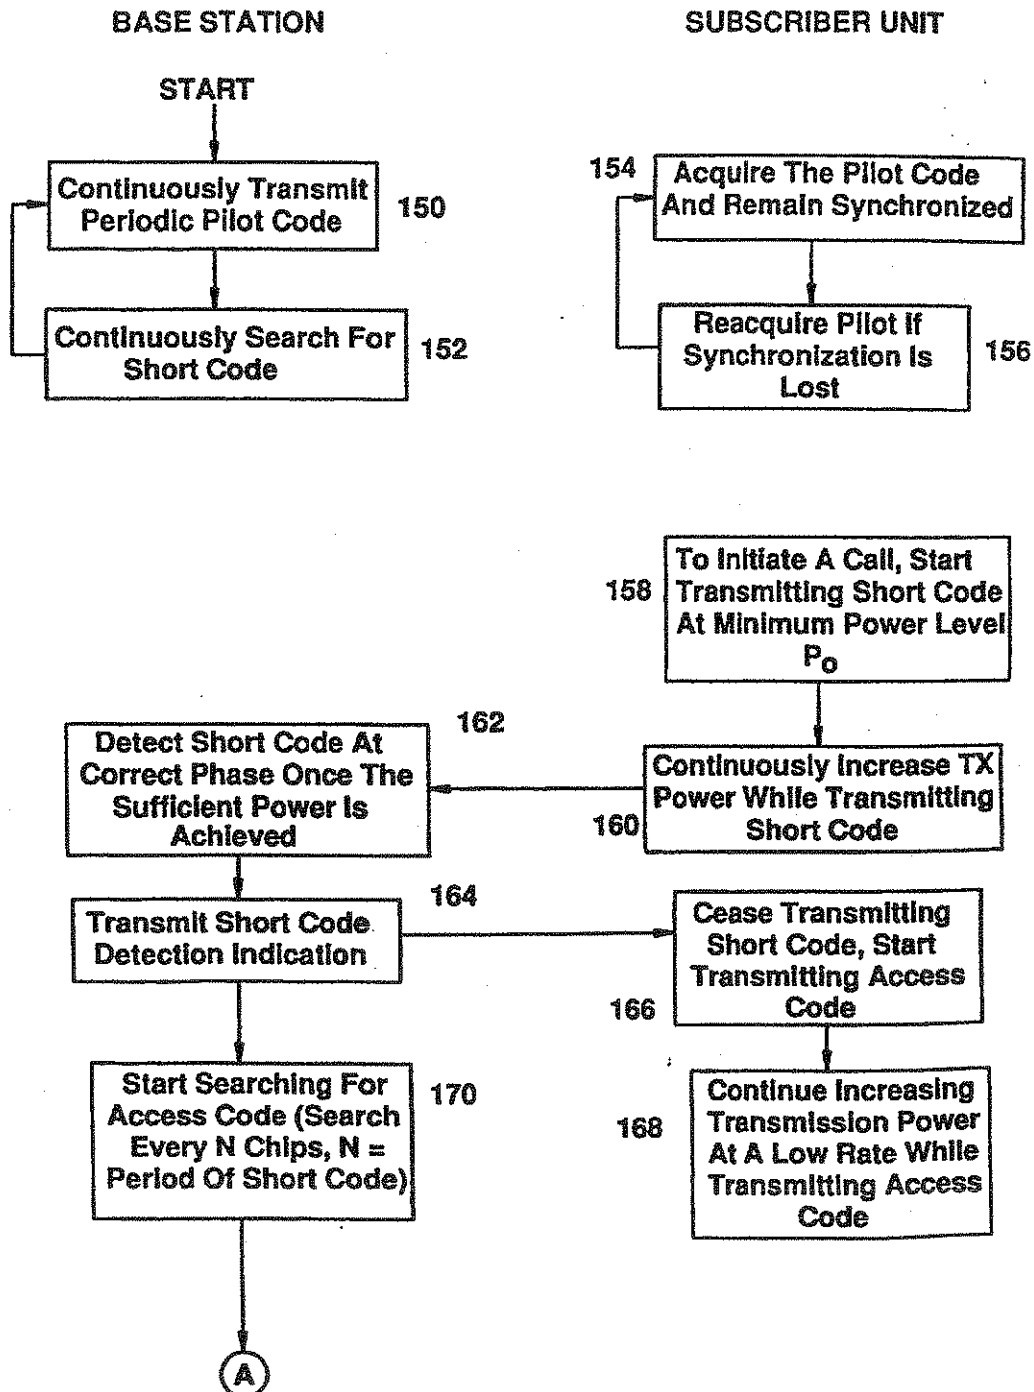 BASE STATION
SUBSCRIBER UNIT
START
Continuously Transmit
Periodic Pilot Code
150
154
Acquire The Pilot Code
And Remain Synchronized
Continuously Search For
Short Code
152
Reacquire Pilot If
Synchronization Is
Lost
156
158
To Initiate A Call, Start
Transmitting Short Code
At Minimum Power Level
Po
162
Detect Short Code At
Correct Phase Once The
Sufficient Power Is
Achieved
160
Continuously Increase TX
Power While Transmitting
Short Code
164
Transmit Short Code
Detection Indication
166
Cease Transmitting
Short Code, Start
Transmitting Access
Code
170
Start Searching For
Access Code (Search
Every N Chips, N =
Period Of Short Code)
168
Continue Increasing
Transmission Power
At A Low Rate While
Transmitting Access
Code
A